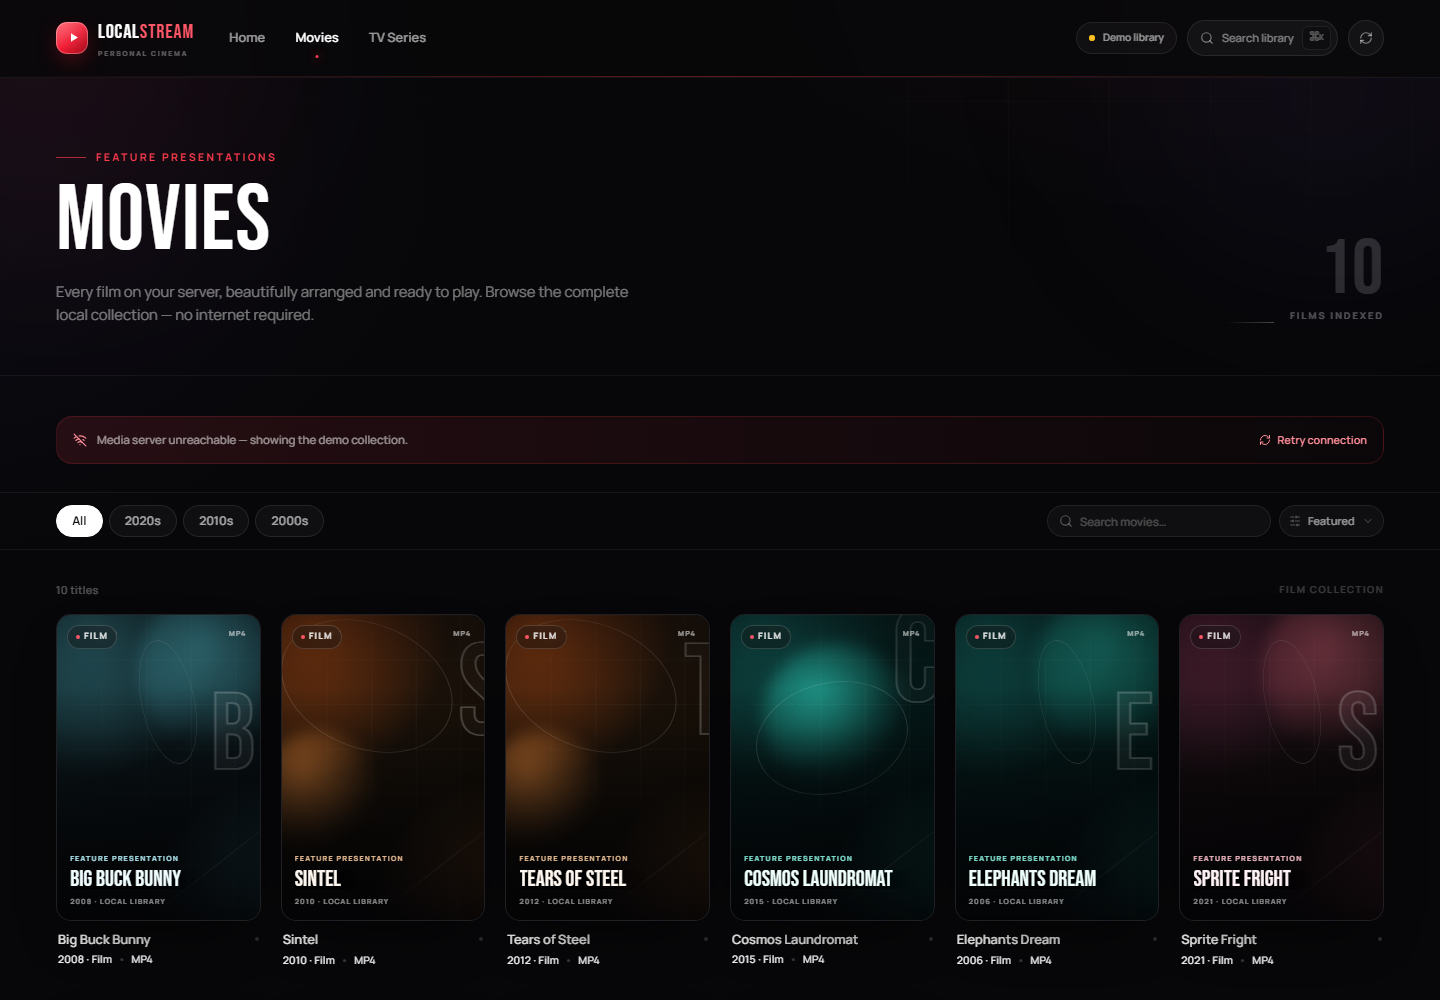 LOCALSTREAM
PERSONAL CINEMA
Home
Movies
TV Series
Demo library
Search library
⌘K
FEATURE PRESENTATIONS
MOVIES
Every film on your server, beautifully arranged and ready to play. Browse the complete
local collection — no internet required.
10
FILMS INDEXED
Media server unreachable — showing the demo collection.
Retry connection
All
2020s
2010s
2000s
Search movies...
Featured
10 titles
FILM COLLECTION
FILM
MP4
B
FEATURE PRESENTATION
BIG BUCK BUNNY
2008 · LOCAL LIBRARY
Big Buck Bunny
2008 · Film • MP4
FILM
MP4
S
FEATURE PRESENTATION
SINTEL
2010 · LOCAL LIBRARY
Sintel
2010 · Film • MP4
FILM
MP4
T
FEATURE PRESENTATION
TEARS OF STEEL
2012 · LOCAL LIBRARY
Tears of Steel
2012 · Film • MP4
FILM
MP4
C
FEATURE PRESENTATION
COSMOS LAUNDROMAT
2015 · LOCAL LIBRARY
Cosmos Laundromat
2015 · Film • MP4
FILM
MP4
E
FEATURE PRESENTATION
ELEPHANTS DREAM
2006 · LOCAL LIBRARY
Elephants Dream
2006 · Film • MP4
FILM
MP4
S
FEATURE PRESENTATION
SPRITE FRIGHT
2021 · LOCAL LIBRARY
Sprite Fright
2021 · Film • MP4